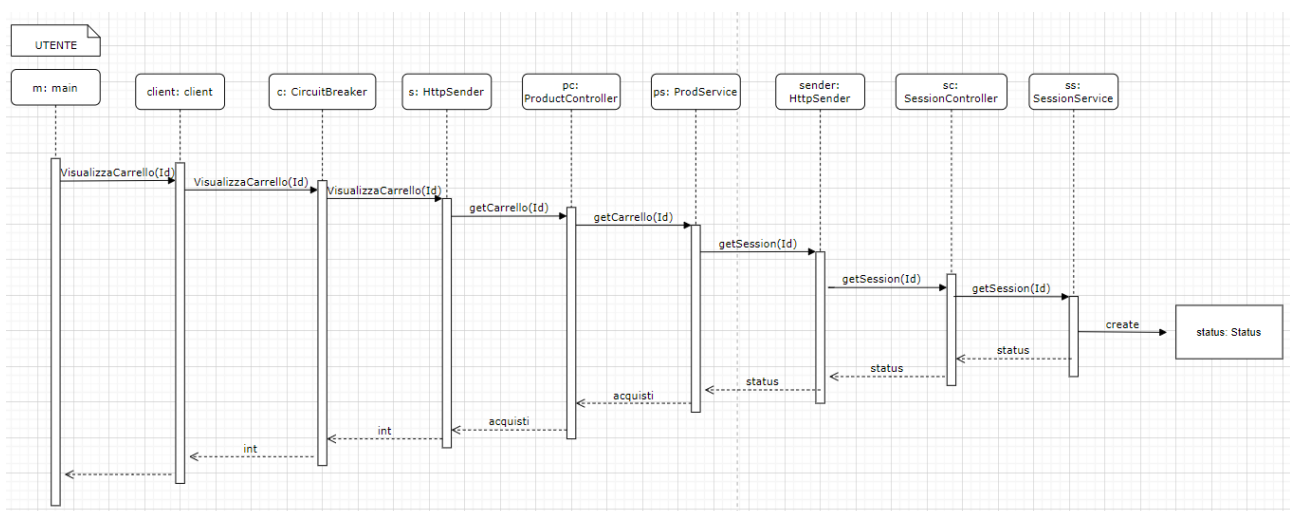 UTENTE
m: main
client: client
c: CircuitBreaker
s: HttpSender
pc:
ProductController
ps: ProdService
sender:
HttpSender
sc:
SessionController
ss:
SessionService
VisualizzaCarrello(Id)
VisualizzaCarrello(Id)
VisualizzaCarrello(Id)
getCarrello(Id)
getCarrello(Id)
getSession(Id)
getSession(Id)
getSession(Id)
create
status: Status
status
status
status
acquisti
acquisti
int
int